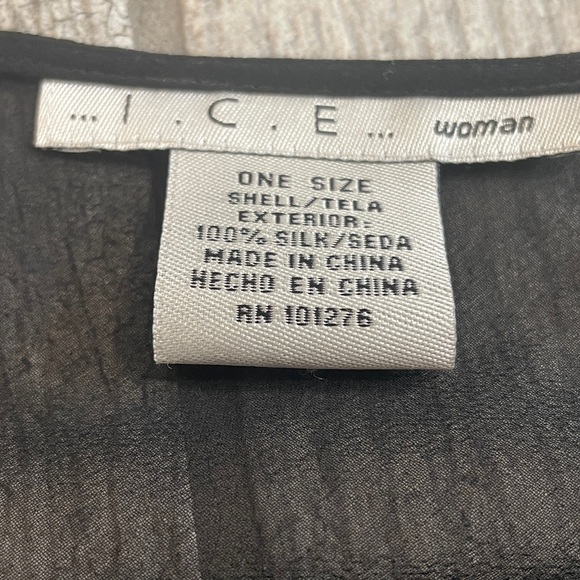 ... I . C . E ... woman
ONE SIZE
SHELL/TELA
EXTERIOR:
100% SILK/SEDA
MADE IN CHINA
HECHO EN CHINA
RN 101276